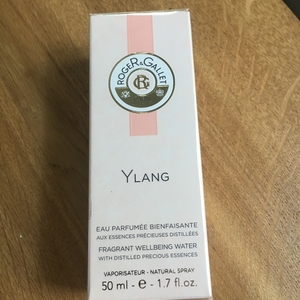 ROGER & GALLET
RG
YLANG
EAU PARFUMÉE BIENFAISANTE
AUX ESSENCES PRÉCIEUSES DISTILLÉES
FRAGRANT WELLBEING WATER
WITH DISTILLED PRECIOUS ESSENCES
VAPORISATEUR - NATURAL SPRAY
50 ml - e - 1.7 fl.oz.